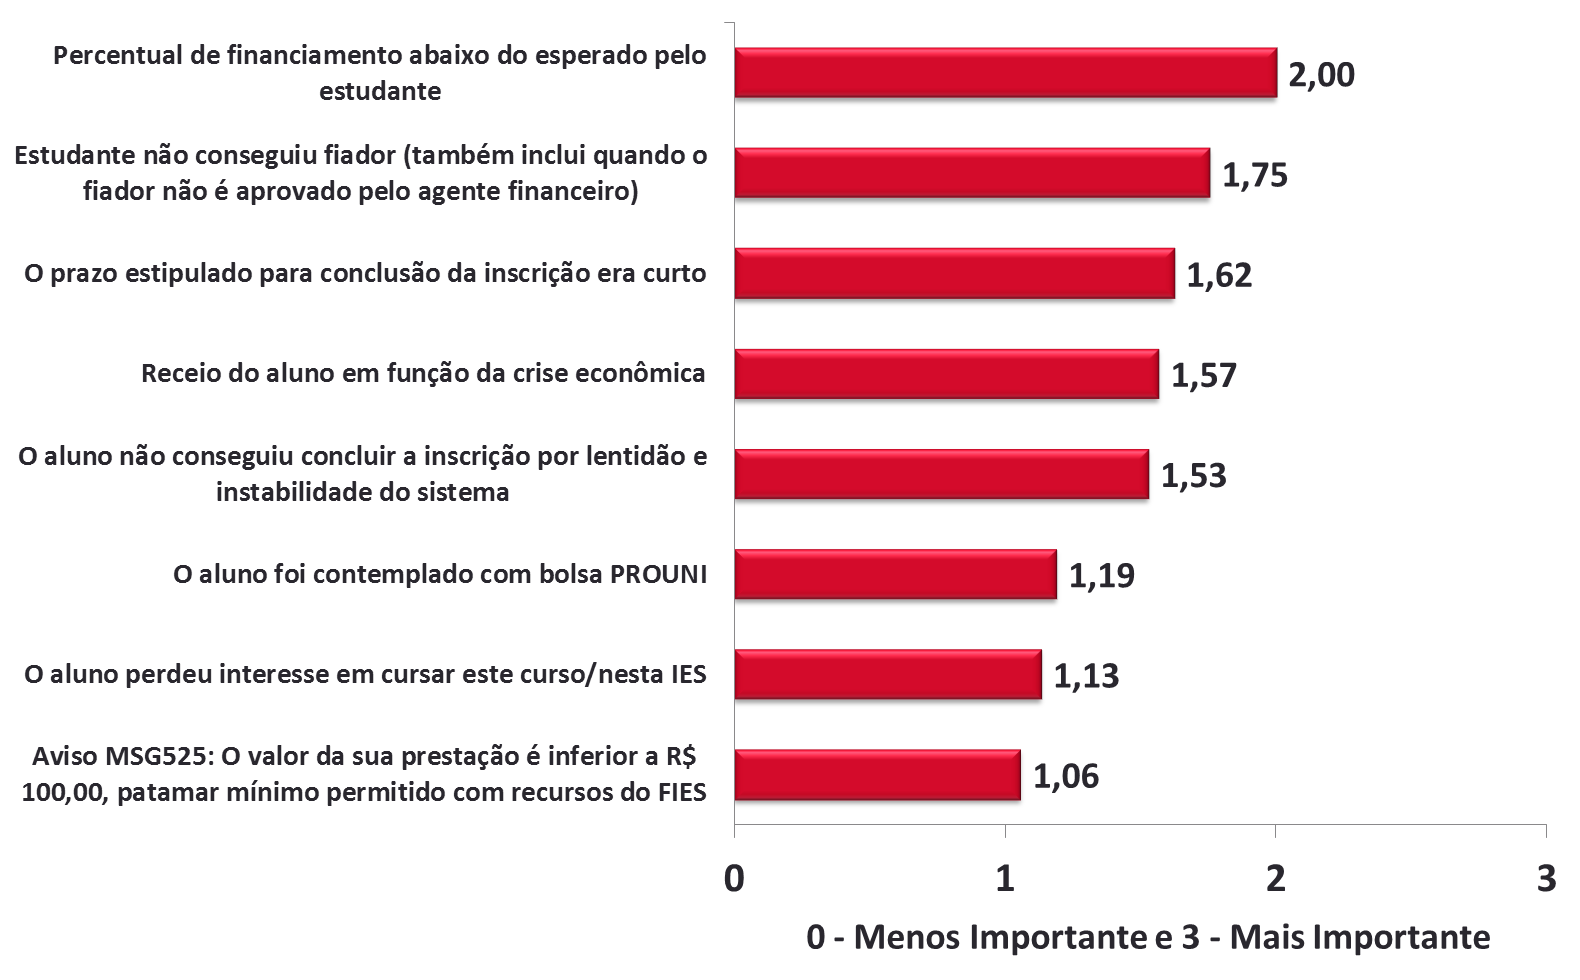 Percentual de financiamento abaixo do esperado pelo
estudante
2,00
Estudante não conseguiu fiador (também inclui quando o
fiador não é aprovado pelo agente financeiro)
1,75
O prazo estipulado para conclusão da inscrição era curto
1,62
Receio do aluno em função da crise econômica
1,57
O aluno não conseguiu concluir a inscrição por lentidão e
instabilidade do sistema
1,53
O aluno foi contemplado com bolsa PROUNI
1,19
O aluno perdeu interesse em cursar este curso/nesta IES
1,13
Aviso MSG525: O valor da sua prestação é inferior a R$
100,00, patamar mínimo permitido com recursos do FIES
1,06
0 1 2 3
0 - Menos Importante e 3 - Mais Importante